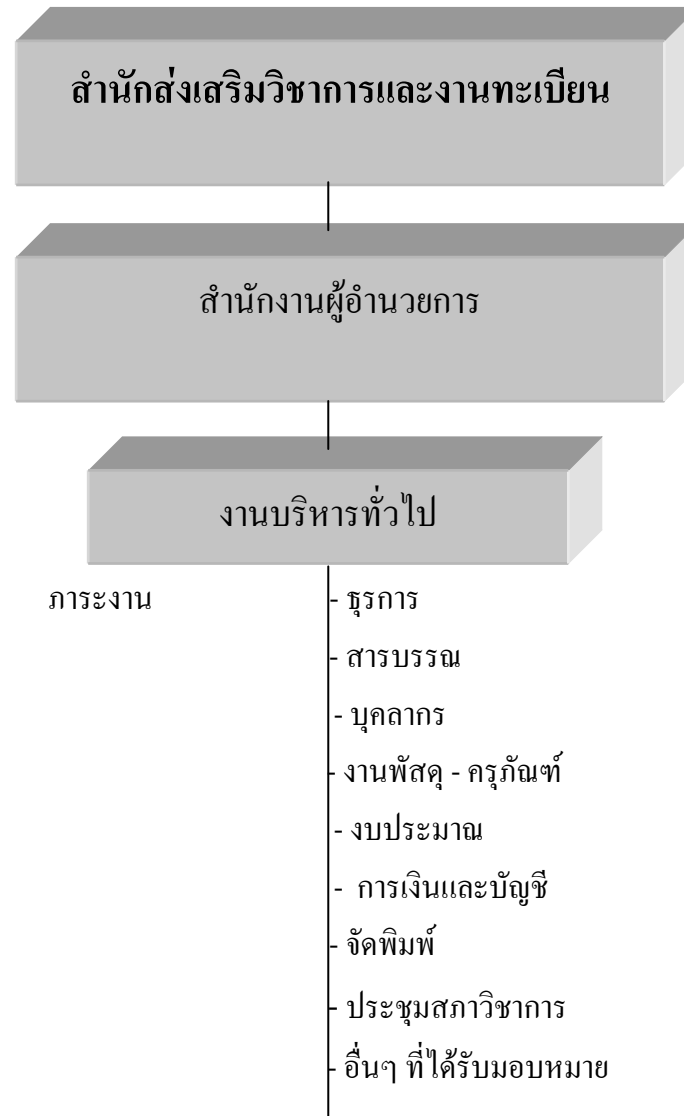 สำนักส่งเสริมวิชาการและงานทะเบียน
สำนักงานผู้อำนวยการ
งานบริหารทั่วไป
ภาระงาน - ธุรการ
- สารบรรณ
- บุคลากร
- งานพัสดุ - ครุภัณฑ์
- งบประมาณ
- การเงินและบัญชี
- จัดพิมพ์
- ประชุมสภาวิชาการ
- อื่นๆ ที่ได้รับมอบหมาย